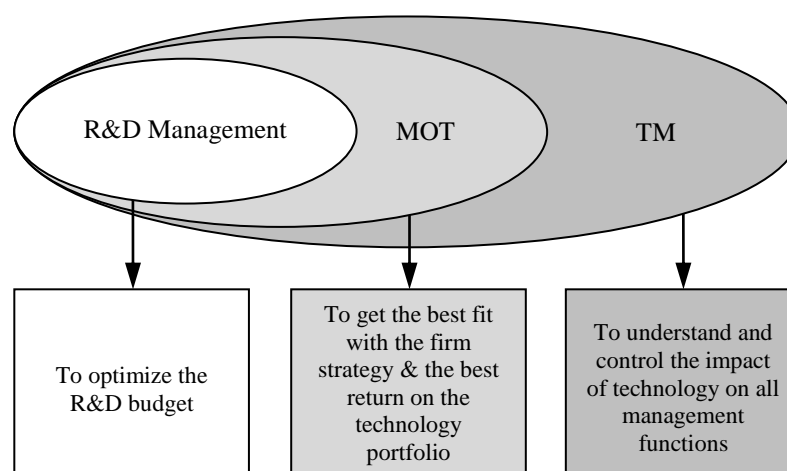 R&D Management
MOT
TM
To optimize the
R&D budget
To get the best fit
with the firm
strategy & the best
return on the
technology
portfolio
To understand and
control the impact
of technology on all
management
functions